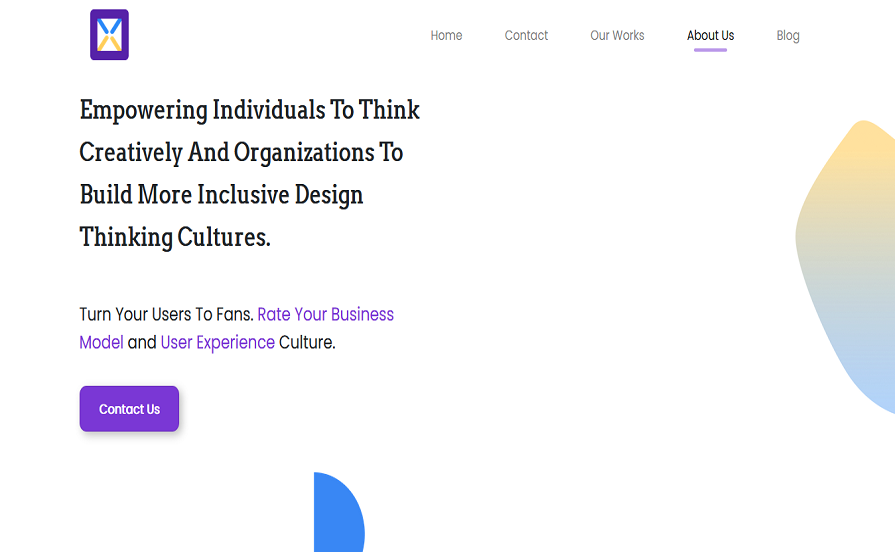 Home Contact Our Works About Us Blog
Empowering Individuals To Think
Creatively And Organizations To
Build More Inclusive Design
Thinking Cultures.
Turn Your Users To Fans. Rate Your Business
Model and User Experience Culture.
Contact Us